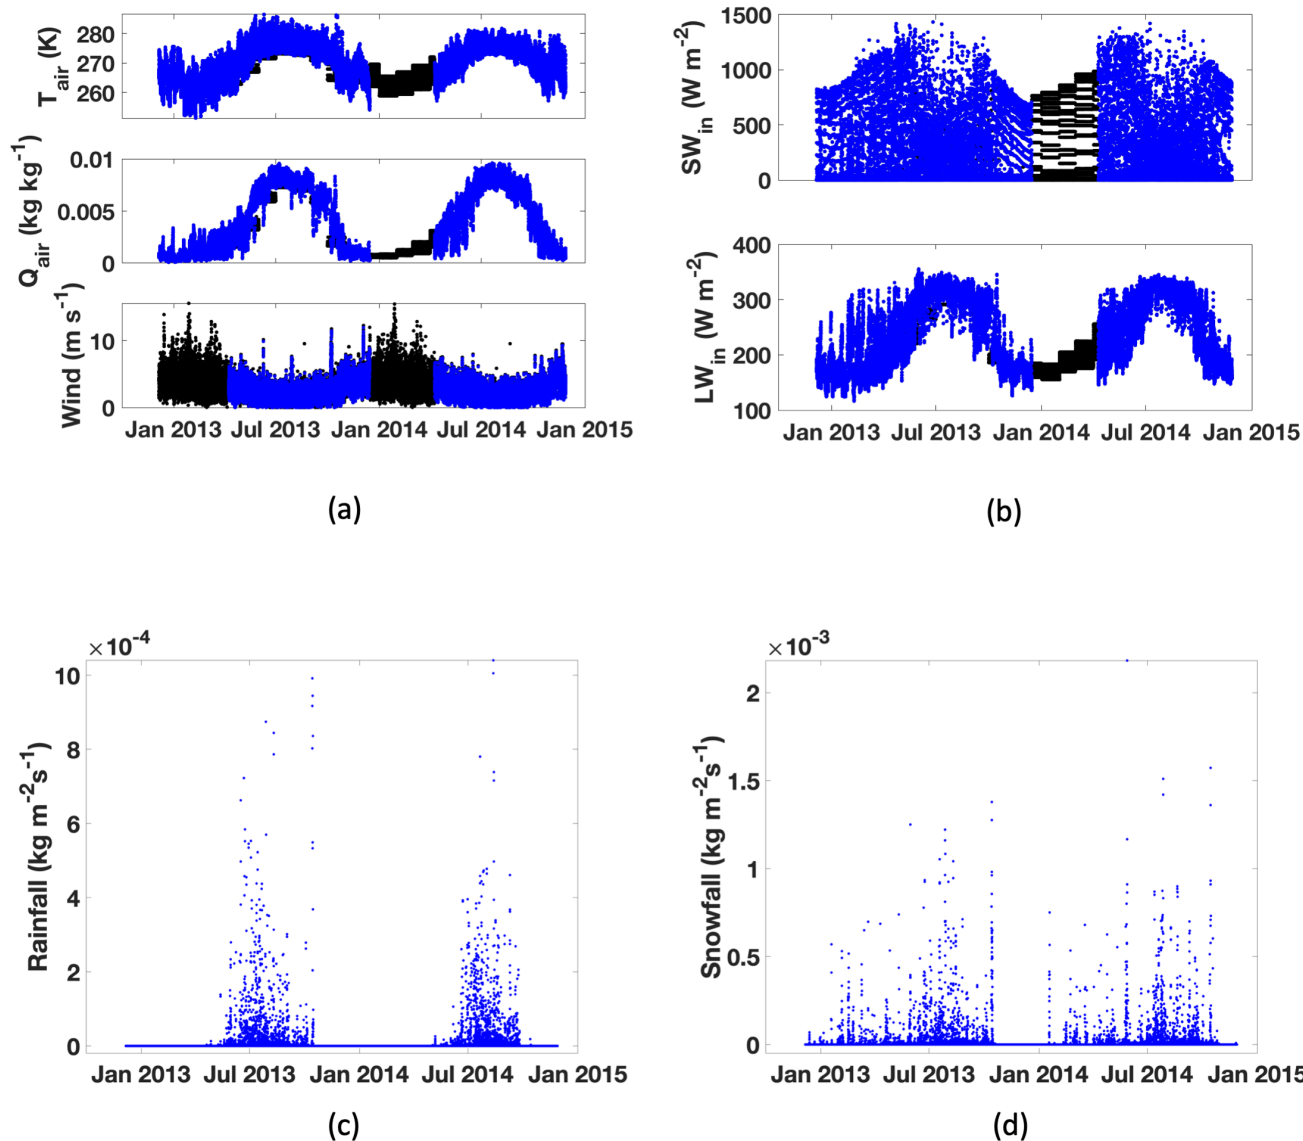 T_air (K)
280
270
260
Q_air (kg kg^-1)
0.01
0.005
0
Wind (m s^-1)
10
0
Jan 2013 Jul 2013 Jan 2014 Jul 2014 Jan 2015
(a)
SW_in (W m^-2)
1500
1000
500
0
LW_in (W m^-2)
400
300
200
100
Jan 2013 Jul 2013 Jan 2014 Jul 2014 Jan 2015
(b)
×10^-4
Rainfall (kg m^-2s^-1)
10
8
6
4
2
0
Jan 2013 Jul 2013 Jan 2014 Jul 2014 Jan 2015
(c)
×10^-3
Snowfall (kg m^-2s^-1)
2
1.5
1
0.5
0
Jan 2013 Jul 2013 Jan 2014 Jul 2014 Jan 2015
(d)